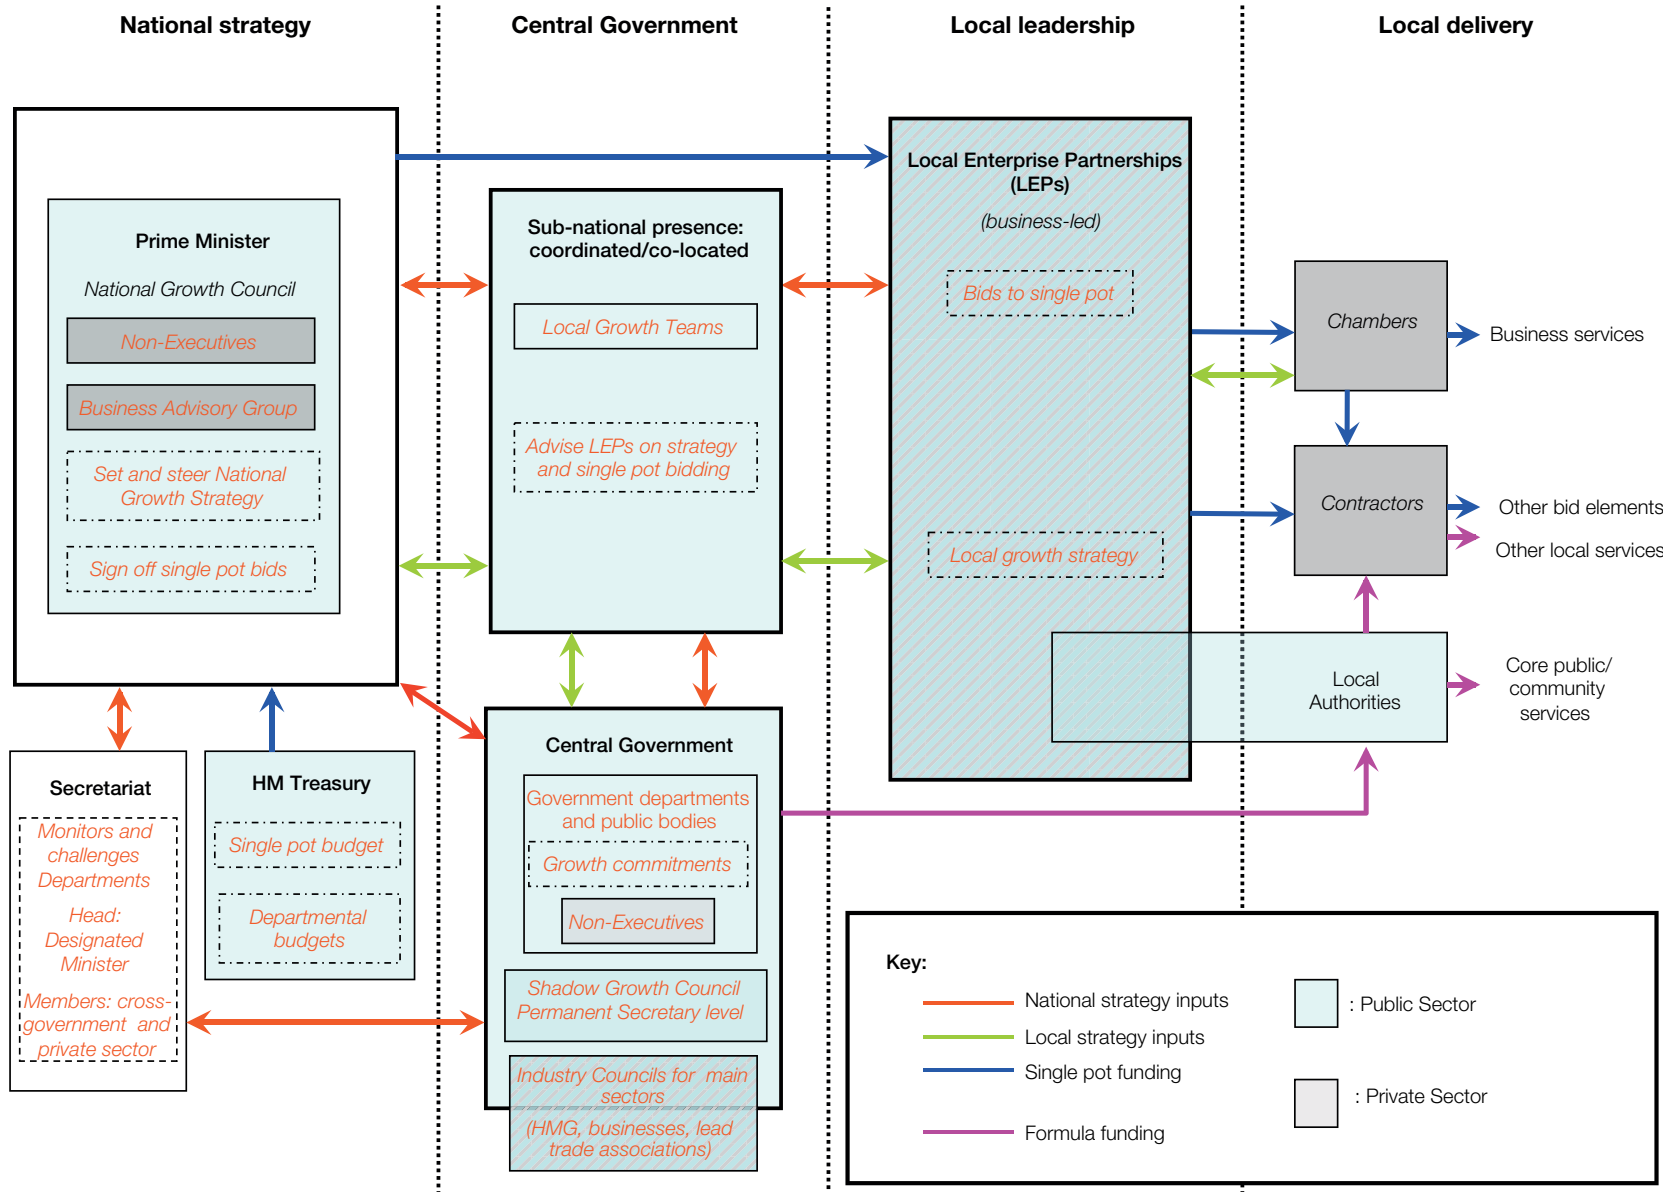 National strategy
Central Government
Local leadership
Local delivery
Prime Minister
National Growth Council
Non-Executives
Business Advisory Group
Set and steer National
Growth Strategy
Sign off single pot bids
Secretariat
Monitors and
challenges
Departments
Head:
Designated
Minister
Members: cross-
government and
private sector
HM Treasury
Single pot budget
Departmental
budgets
Sub-national presence:
coordinated/co-located
Local Growth Teams
Advise LEPs on strategy
and single pot bidding
Central Government
Government departments
and public bodies
Growth commitments
Non-Executives
Shadow Growth Council
Permanent Secretary level
Industry Councils for main
sectors
(HMG, businesses, lead
trade associations)
Local Enterprise Partnerships
(LEPs)
(business-led)
Bids to single pot
Local growth strategy
Chambers
Business services
Contractors
Other bid elements
Other local services
Local
Authorities
Core public/
community
services
Key:
National strategy inputs
Local strategy inputs
Single pot funding
Formula funding
: Public Sector
: Private Sector